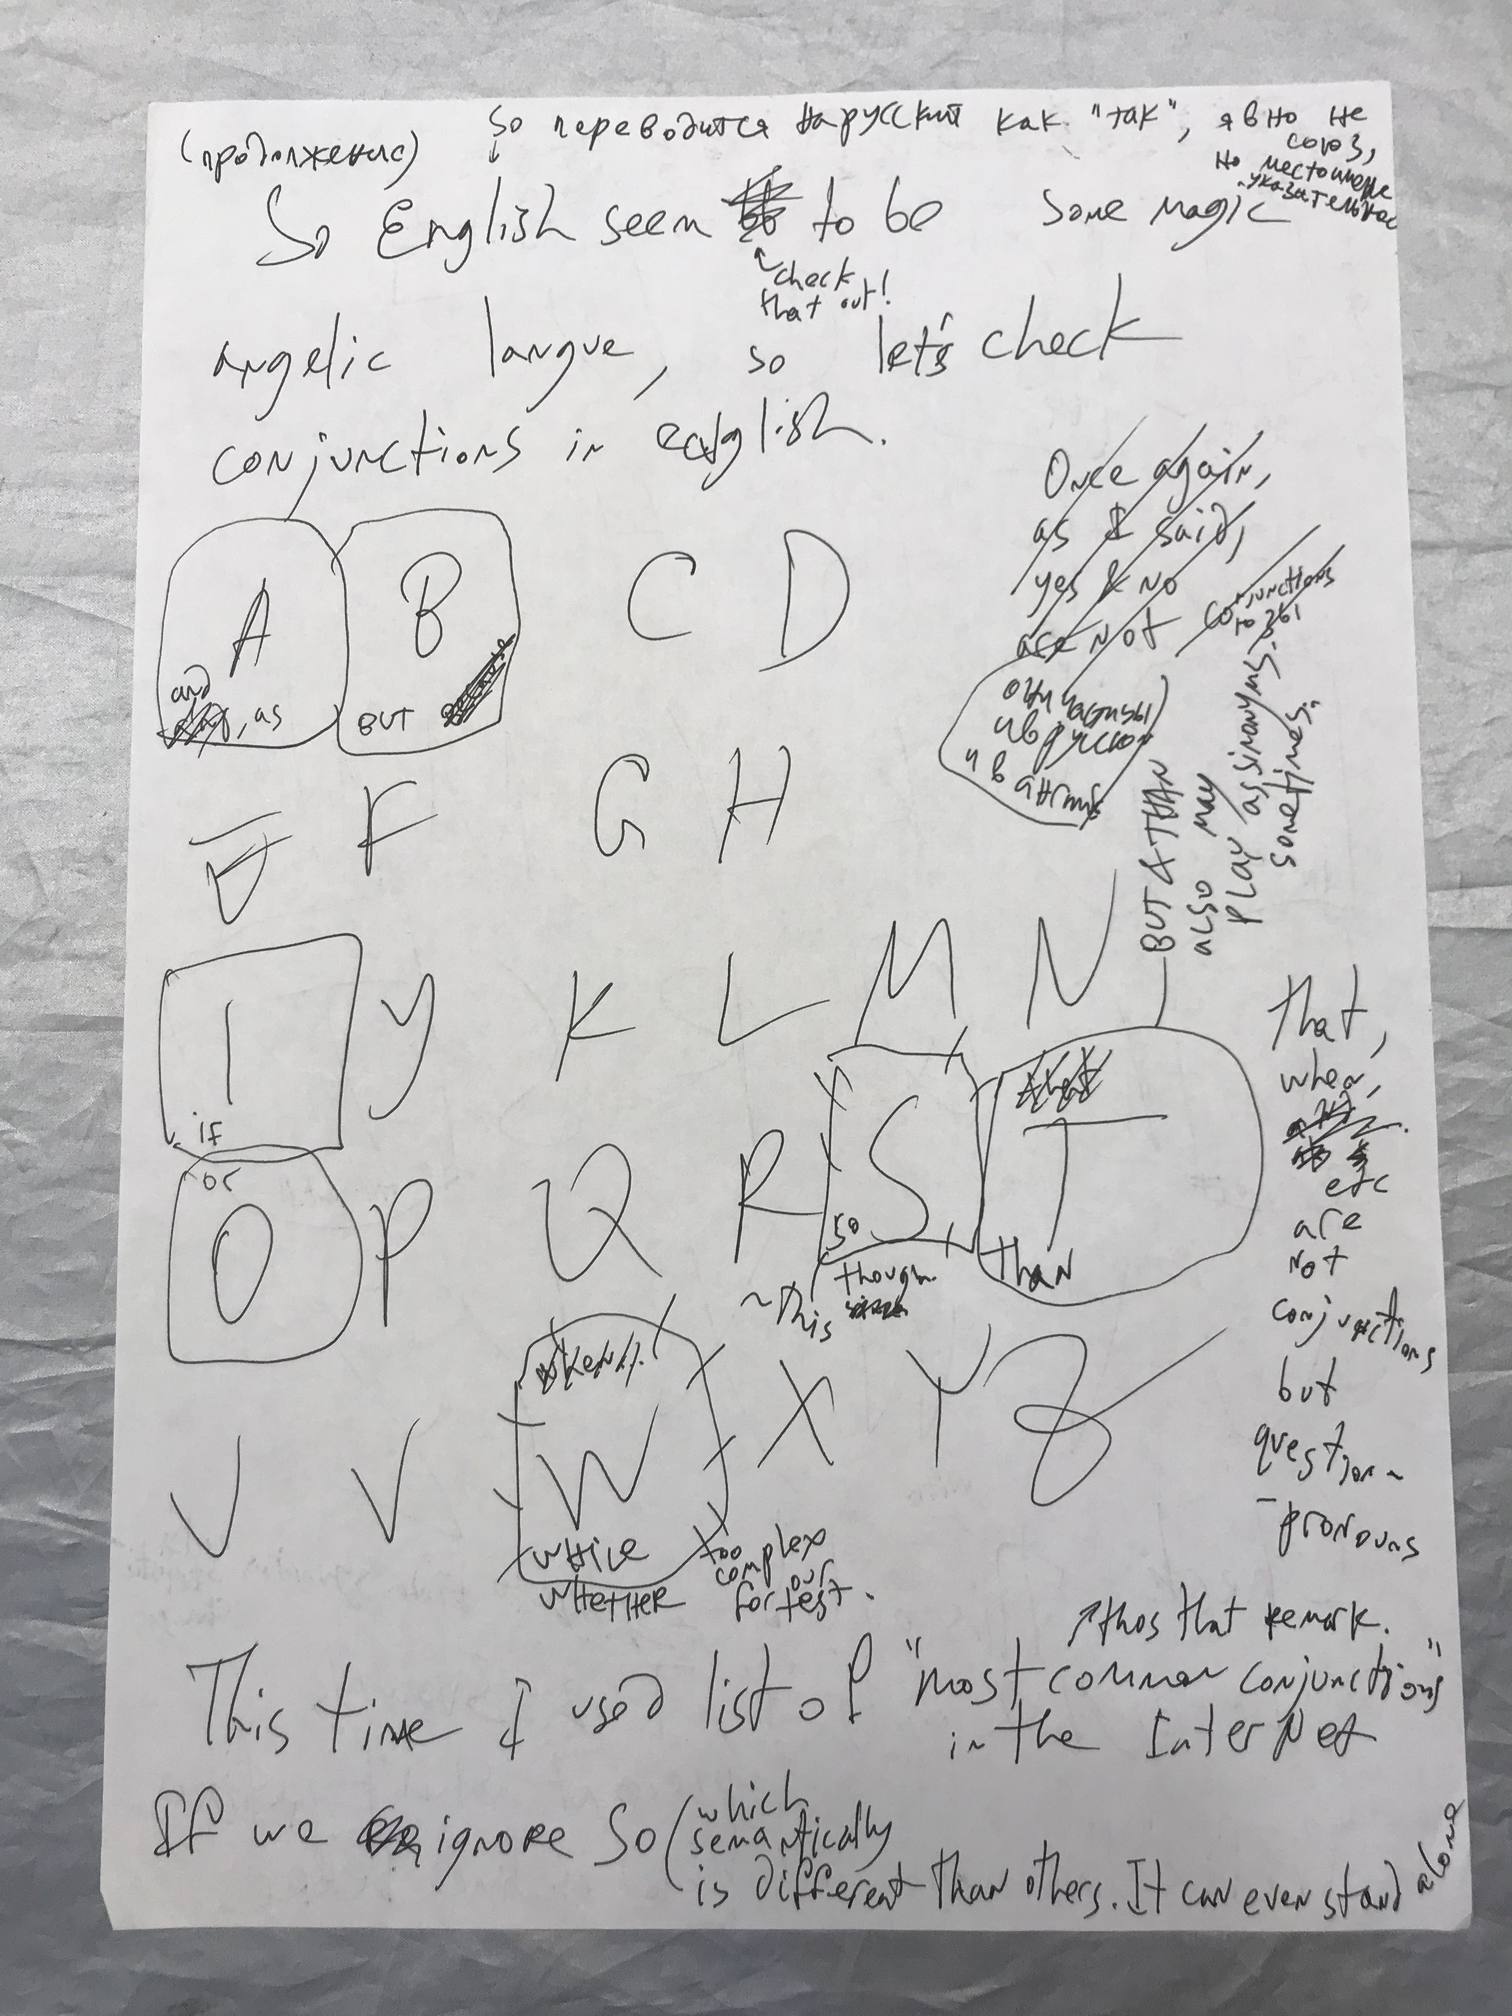 (продолжение)
so переводится на русский как "так", явно не
союз,
но местоимение
указательное
So English seem to be some magic
↑
check
that out!
angelic langue, so let's check
conjunctions in english.
Once again,
as I said,
yes & no
are not conjunctions
они частицы
и в русском
и в англ
A
and
, as
B
BUT
C
D
E
F
G
H
BUT & THAN
also may
play as sinonyms
sometimes.
I
if
Y
K
L
M
N
or
O
P
Q
R
S
so
T
than
~This
though
that,
when,
etc
are
not
conjunctions
but
question-
-pronouns
U
V
when
W
while
whether
too
complex
for our
test.
X
Y
Z
↗thos that remark.
This time I used list of "most common conjunctions"
in the InterNet
If we ignore so (which
semantically
is different than others. It can even stand alone